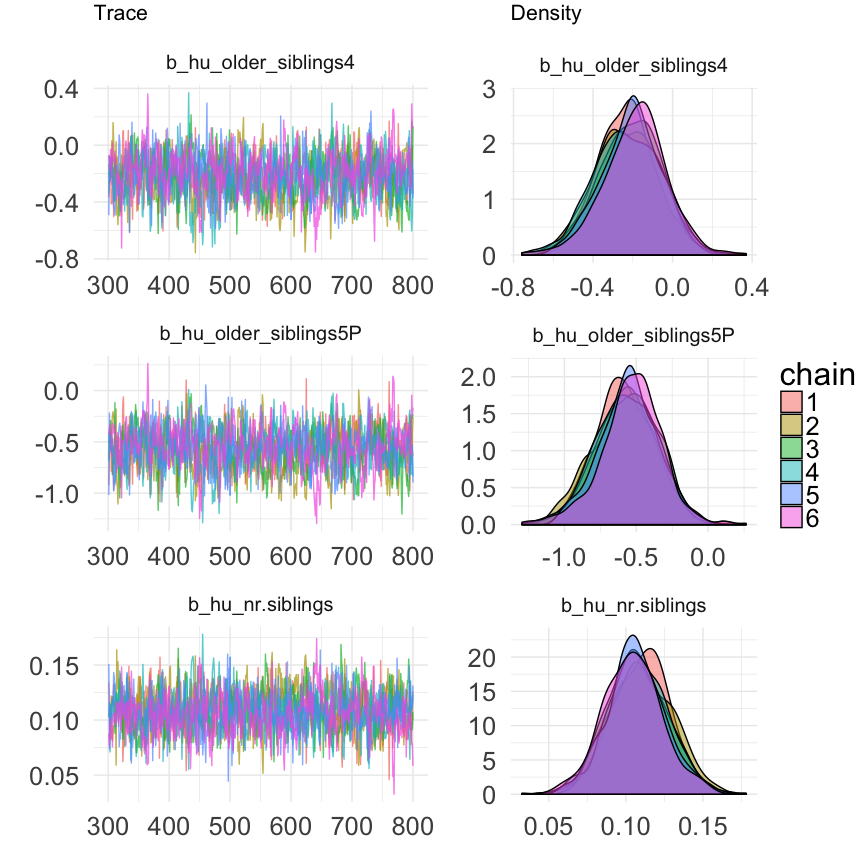 Trace
Density
b_hu_older_siblings4
0.4
0.0
-0.4
-0.8
300 400 500 600 700 800
b_hu_older_siblings4
3
2
1
0
-0.8 -0.4 0.0 0.4
b_hu_older_siblings5P
0.0
-0.5
-1.0
300 400 500 600 700 800
b_hu_older_siblings5P
2.0
1.5
1.0
0.5
0.0
-1.0 -0.5 0.0
chain
1
2
3
4
5
6
b_hu_nr.siblings
0.15
0.10
0.05
300 400 500 600 700 800
b_hu_nr.siblings
20
15
10
5
0
0.05 0.10 0.15